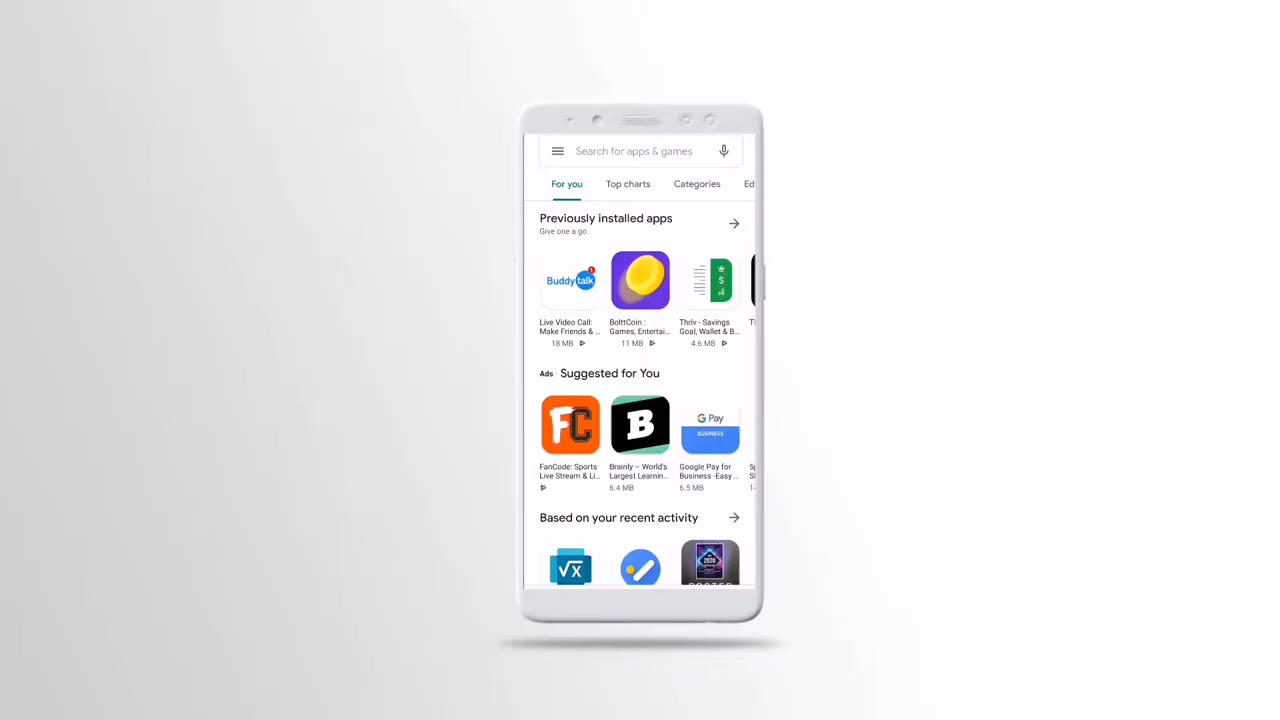 Search for apps & games
For you Top charts Categories Ed
Previously installed apps
Give one a go
Buddy talk 1
$
Live Video Call: BolttCoin : Thriv - Savings
Make Friends & ... Games, Entertai... Goal, Wallet & B...
18 MB 11 MB 4.6 MB
Ads · Suggested for You
FC B G Pay
BUSINESS
FanCode: Sports Brainly – World's Google Pay for
Live Stream & Li... Largest Learnin... Business -Easy ...
6.4 MB 6.5 MB
Based on your recent activity
√x 2020